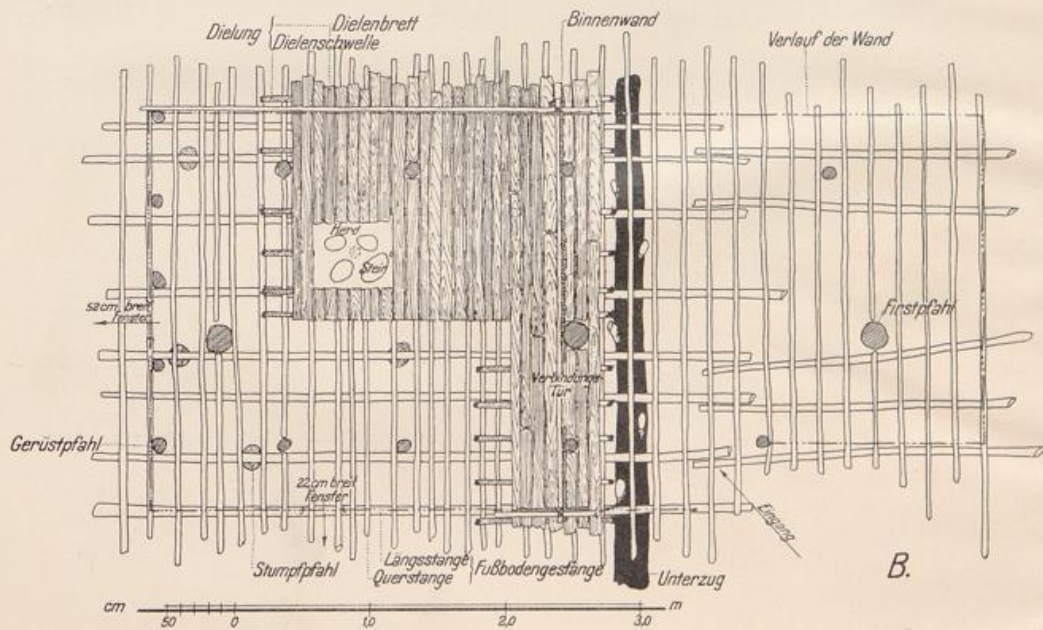 Dielenbrett
Dielung
Dielenschwelle
Binnenwand
Verlauf der Wand
Herd
Stein
52 cm breit
Fenster
Firstpfahl
Verbindungs-
Tür
Gerüstpfahl
22 cm breit
Fenster
Eingang
Stumpfpfahl
Längsstange
Querstange
Fußbodengestänge
Unterzug
B.
cm
m
50
0
1,0
2,0
3,0